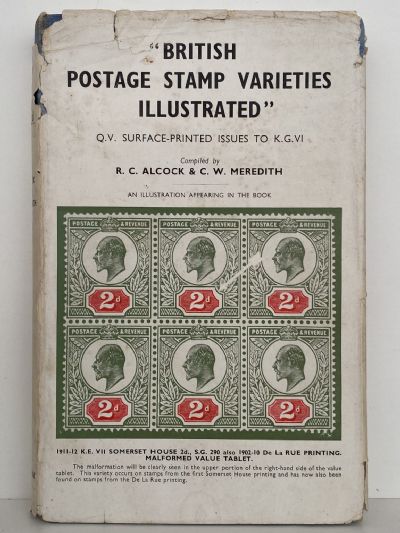 "BRITISH
POSTAGE STAMP VARIETIES
ILLUSTRATED"
Q.V. SURFACE-PRINTED ISSUES TO K.G.VI
Compiled by
R. C. ALCOCK & C. W. MEREDITH
AN ILLUSTRATION APPEARING IN THE BOOK
POSTAGE & REVENUE POSTAGE & REVENUE POSTAGE & REVENUE
2d 2d 2d
POSTAGE & REVENUE POSTAGE & REVENUE POSTAGE & REVENUE
2d 2d 2d
1911-12 K.E. VII SOMERSET HOUSE 2d., S.G. 290 also 1902-10 De La RUE PRINTING.
MALFORMED VALUE TABLET.
The malformation will be clearly seen in the upper portion of the right-hand side of the value
tablet. This variety occurs on stamps from the first Somerset House printing and has now also been
found on stamps from the De La Rue printing.